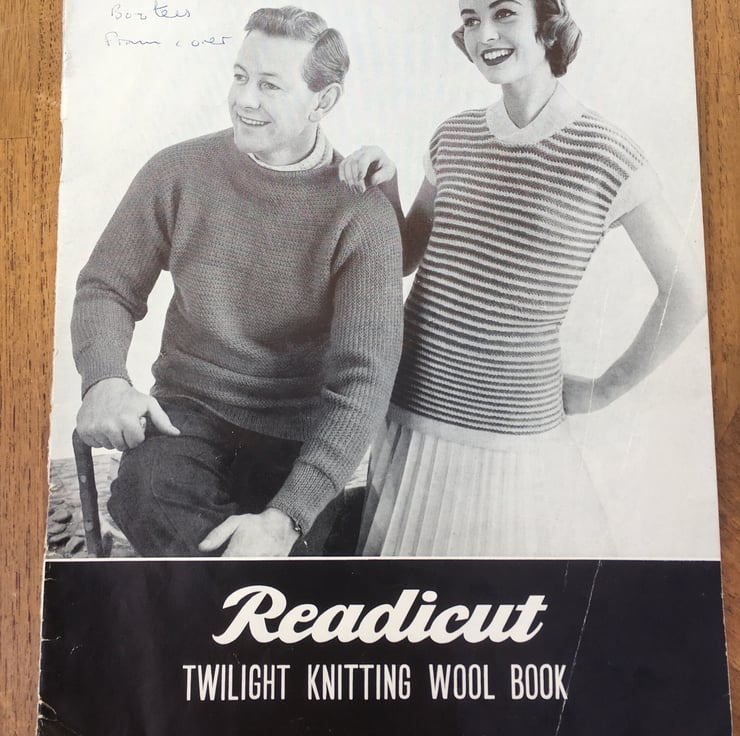 Bootees
Pram cover
Readicut
TWILIGHT KNITTING WOOL BOOK